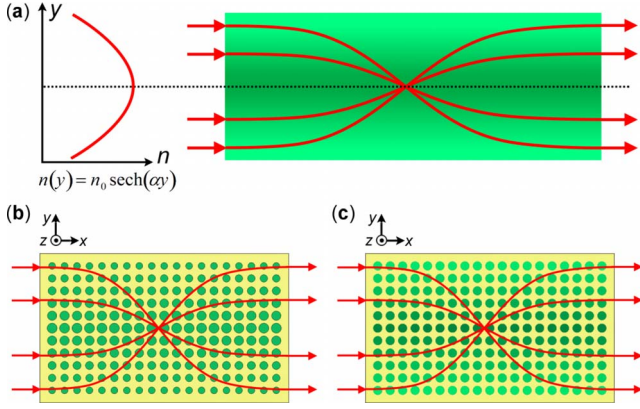 (a)
y
n
n(y) = n₀ sech(αy)
(b)
y
z x
(c)
y
z x